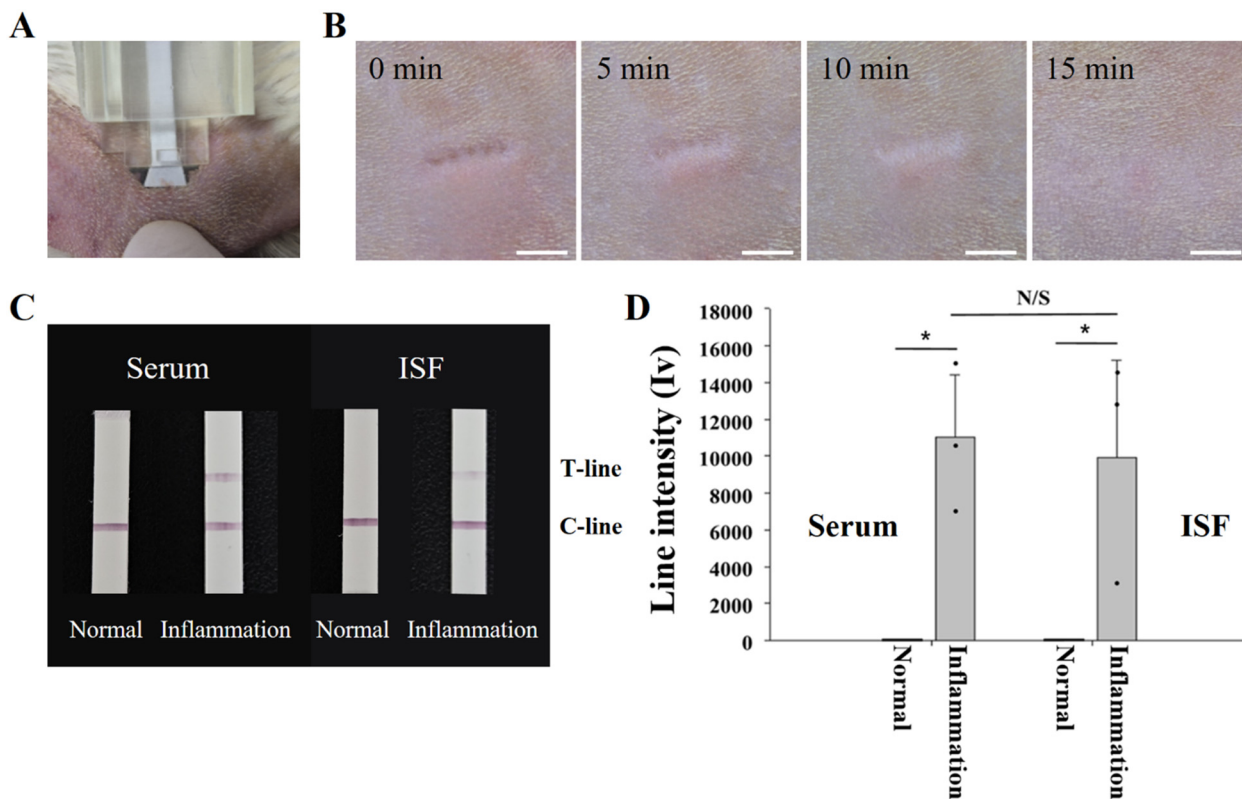 A
B
0 min
5 min
10 min
15 min
C
Serum
ISF
T-line
C-line
Normal
Inflammation
Normal
Inflammation
D
N/S
*
*
Line intensity (Iv)
18000
16000
14000
12000
10000
8000
6000
4000
2000
0
Serum
ISF
Normal
Inflammation
Normal
Inflammation